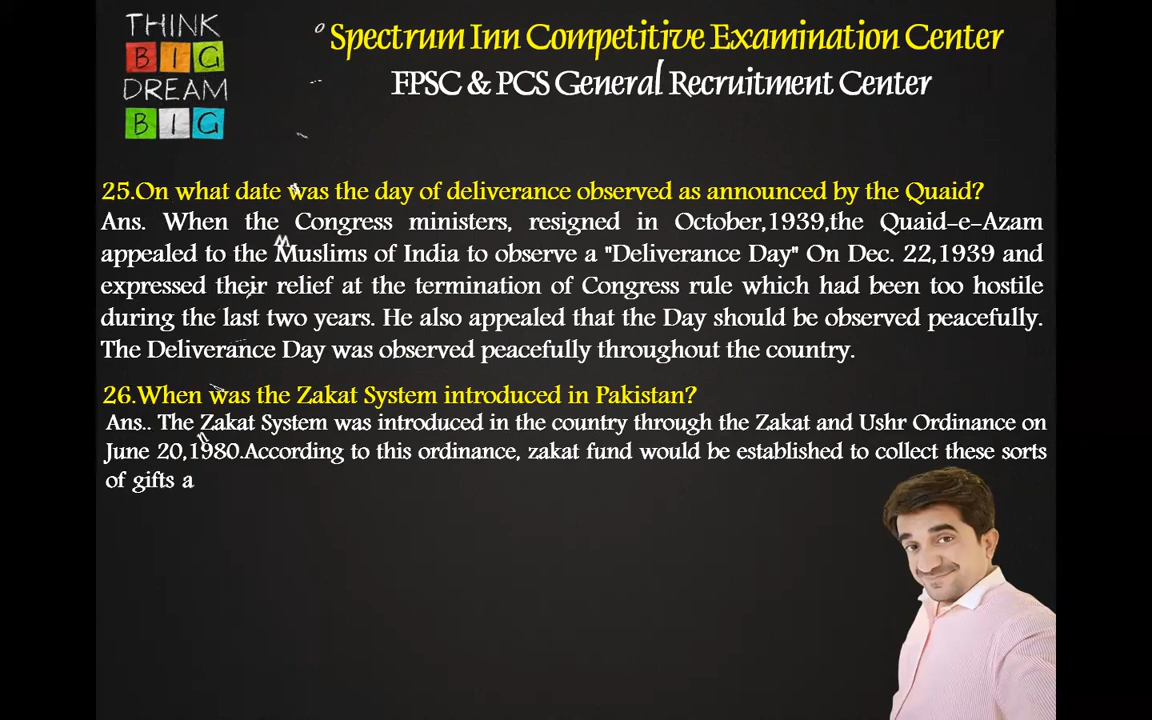 THINK
BIG
DREAM
BIG
Spectrum Inn Competitive Examination Center
FPSC & PCS General Recruitment Center
25.On what date was the day of deliverance observed as announced by the Quaid?
Ans. When the Congress ministers, resigned in October,1939,the Quaid-e-Azam
appealed to the Muslims of India to observe a "Deliverance Day" On Dec. 22,1939 and
expressed their relief at the termination of Congress rule which had been too hostile
during the last two years. He also appealed that the Day should be observed peacefully.
The Deliverance Day was observed peacefully throughout the country.
26.When was the Zakat System introduced in Pakistan?
Ans.. The Zakat System was introduced in the country through the Zakat and Ushr Ordinance on
June 20,1980.According to this ordinance, zakat fund would be established to collect these sorts
of gifts a